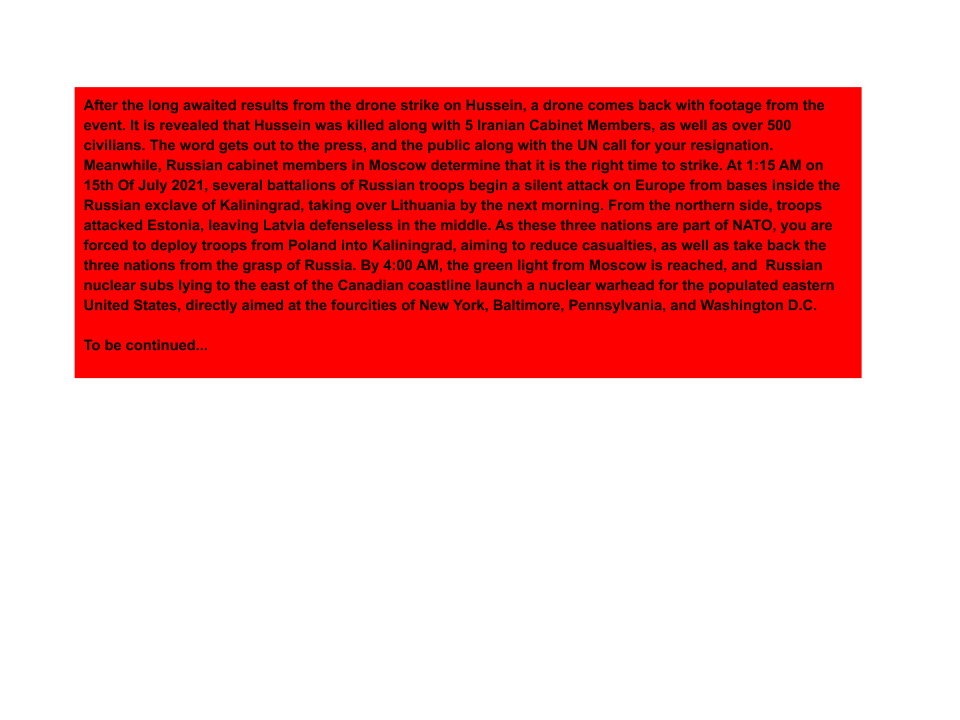 After the long awaited results from the drone strike on Hussein, a drone comes back with footage from the
event. It is revealed that Hussein was killed along with 5 Iranian Cabinet Members, as well as over 500
civilians. The word gets out to the press, and the public along with the UN call for your resignation.
Meanwhile, Russian cabinet members in Moscow determine that it is the right time to strike. At 1:15 AM on
15th Of July 2021, several battalions of Russian troops begin a silent attack on Europe from bases inside the
Russian exclave of Kaliningrad, taking over Lithuania by the next morning. From the northern side, troops
attacked Estonia, leaving Latvia defenseless in the middle. As these three nations are part of NATO, you are
forced to deploy troops from Poland into Kaliningrad, aiming to reduce casualties, as well as take back the
three nations from the grasp of Russia. By 4:00 AM, the green light from Moscow is reached, and  Russian
nuclear subs lying to the east of the Canadian coastline launch a nuclear warhead for the populated eastern
United States, directly aimed at the fourcities of New York, Baltimore, Pennsylvania, and Washington D.C.
To be continued...